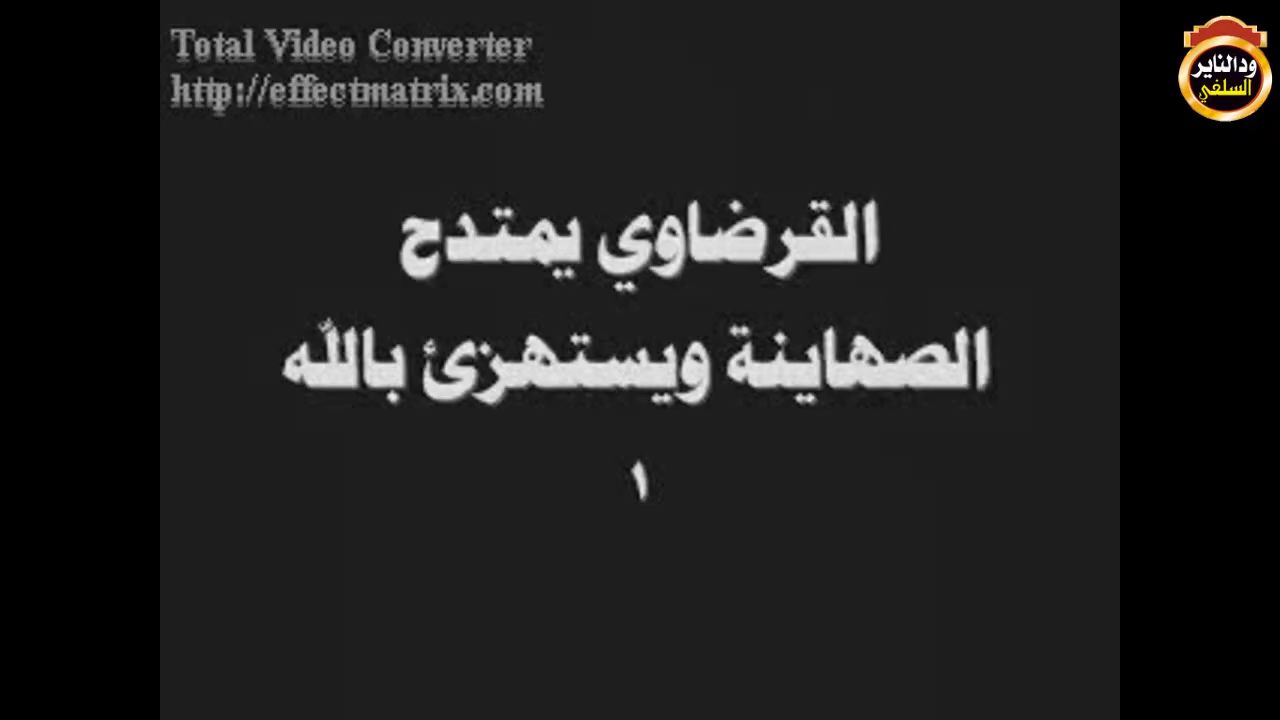 Total Video Converter
http://effectmatrix.com
ودالناير
السلفي
القرضاوي يمتدح
الصهاينة ويستهزئ بالله
١